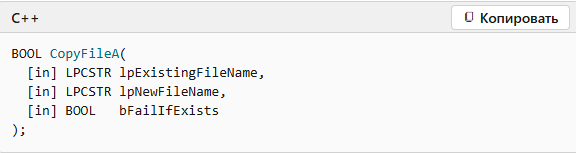 C++
Копировать
BOOL CopyFileA(
  [in] LPCSTR lpExistingFileName,
  [in] LPCSTR lpNewFileName,
  [in] BOOL   bFailIfExists
);